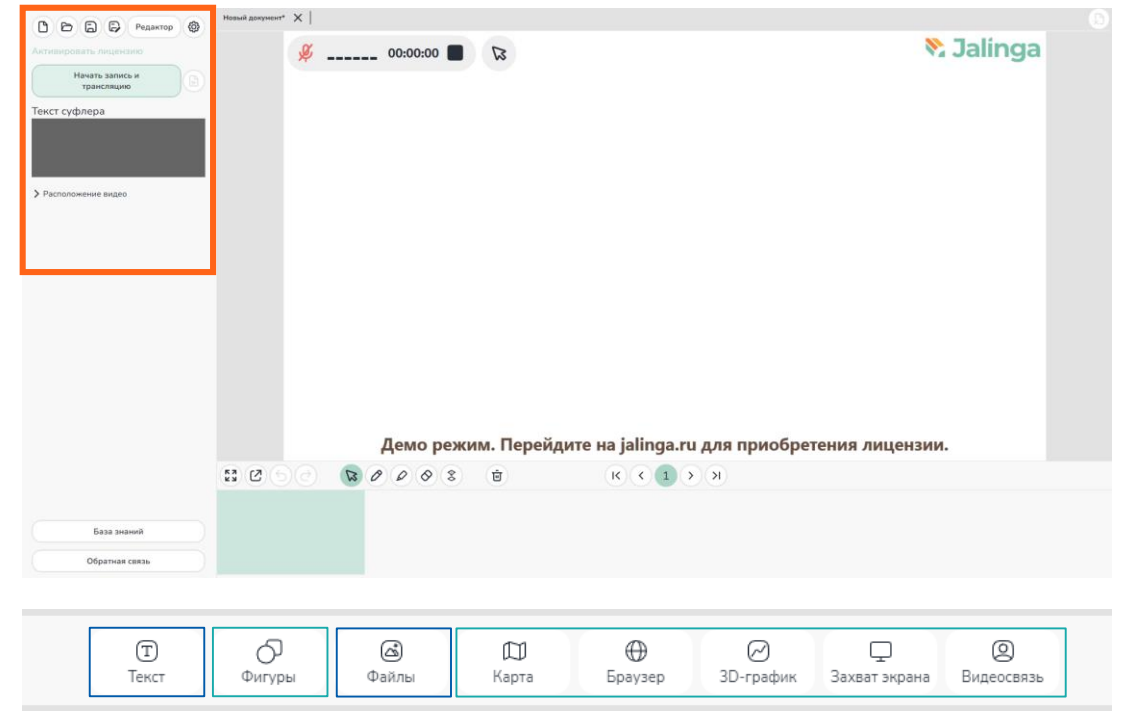 Новый документ*
Редактор
Активировать лицензию
Начать запись и
трансляцию
Текст суфлера
Расположение видео
00:00:00
Jalinga
Демо режим. Перейдите на jalinga.ru для приобретения лицензии.
1
База знаний
Обратная связь
Текст
Фигуры
Файлы
Карта
Браузер
3D-график
Захват экрана
Видеосвязь